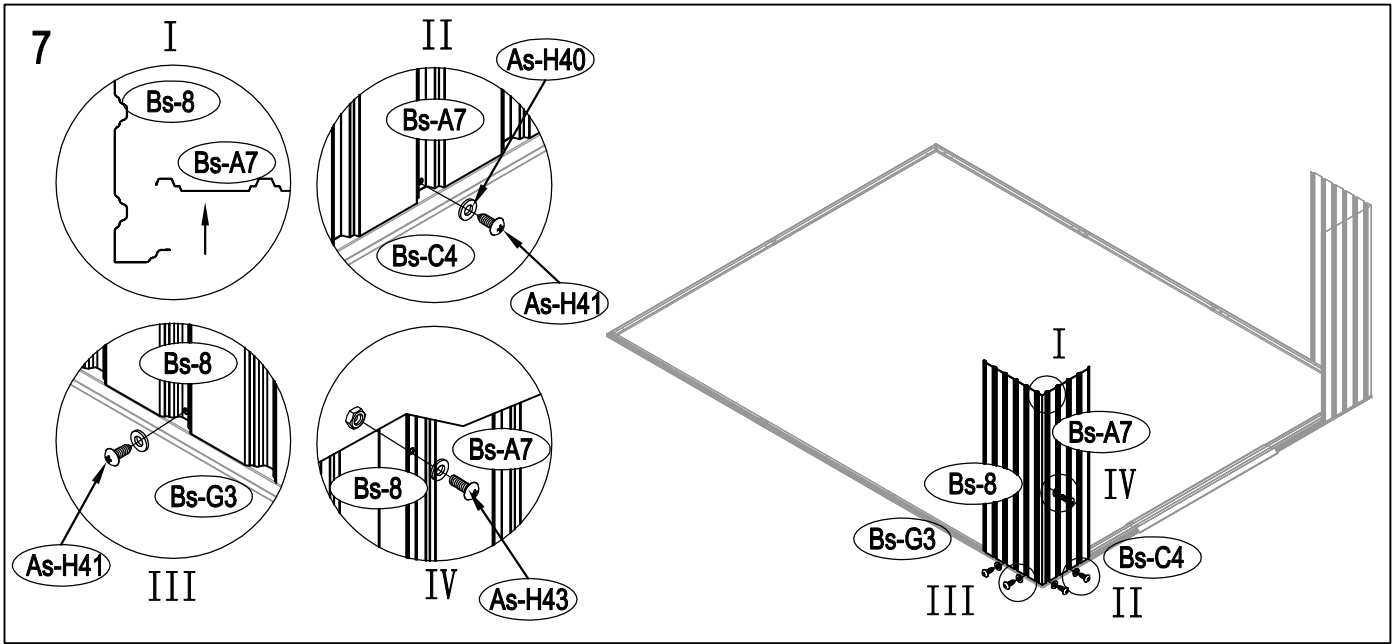 7
I
Bs-8
Bs-A7
II
As-H40
Bs-A7
Bs-C4
As-H41
Bs-8
Bs-G3
As-H41
III
Bs-A7
Bs-8
IV
As-H43
I
Bs-A7
Bs-8
IV
Bs-G3
Bs-C4
III
II